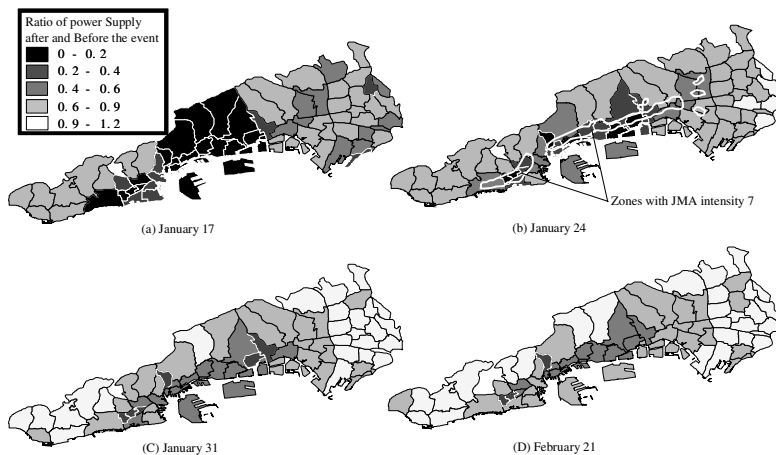 Ratio of power Supply
after and Before the event
0 - 0. 2
0. 2 - 0. 4
0. 4 - 0. 6
0. 6 - 0. 9
0. 9 - 1. 2
(a) January 17
Zones with JMA intensity 7
(b) January 24
(C) January 31
(D) February 21